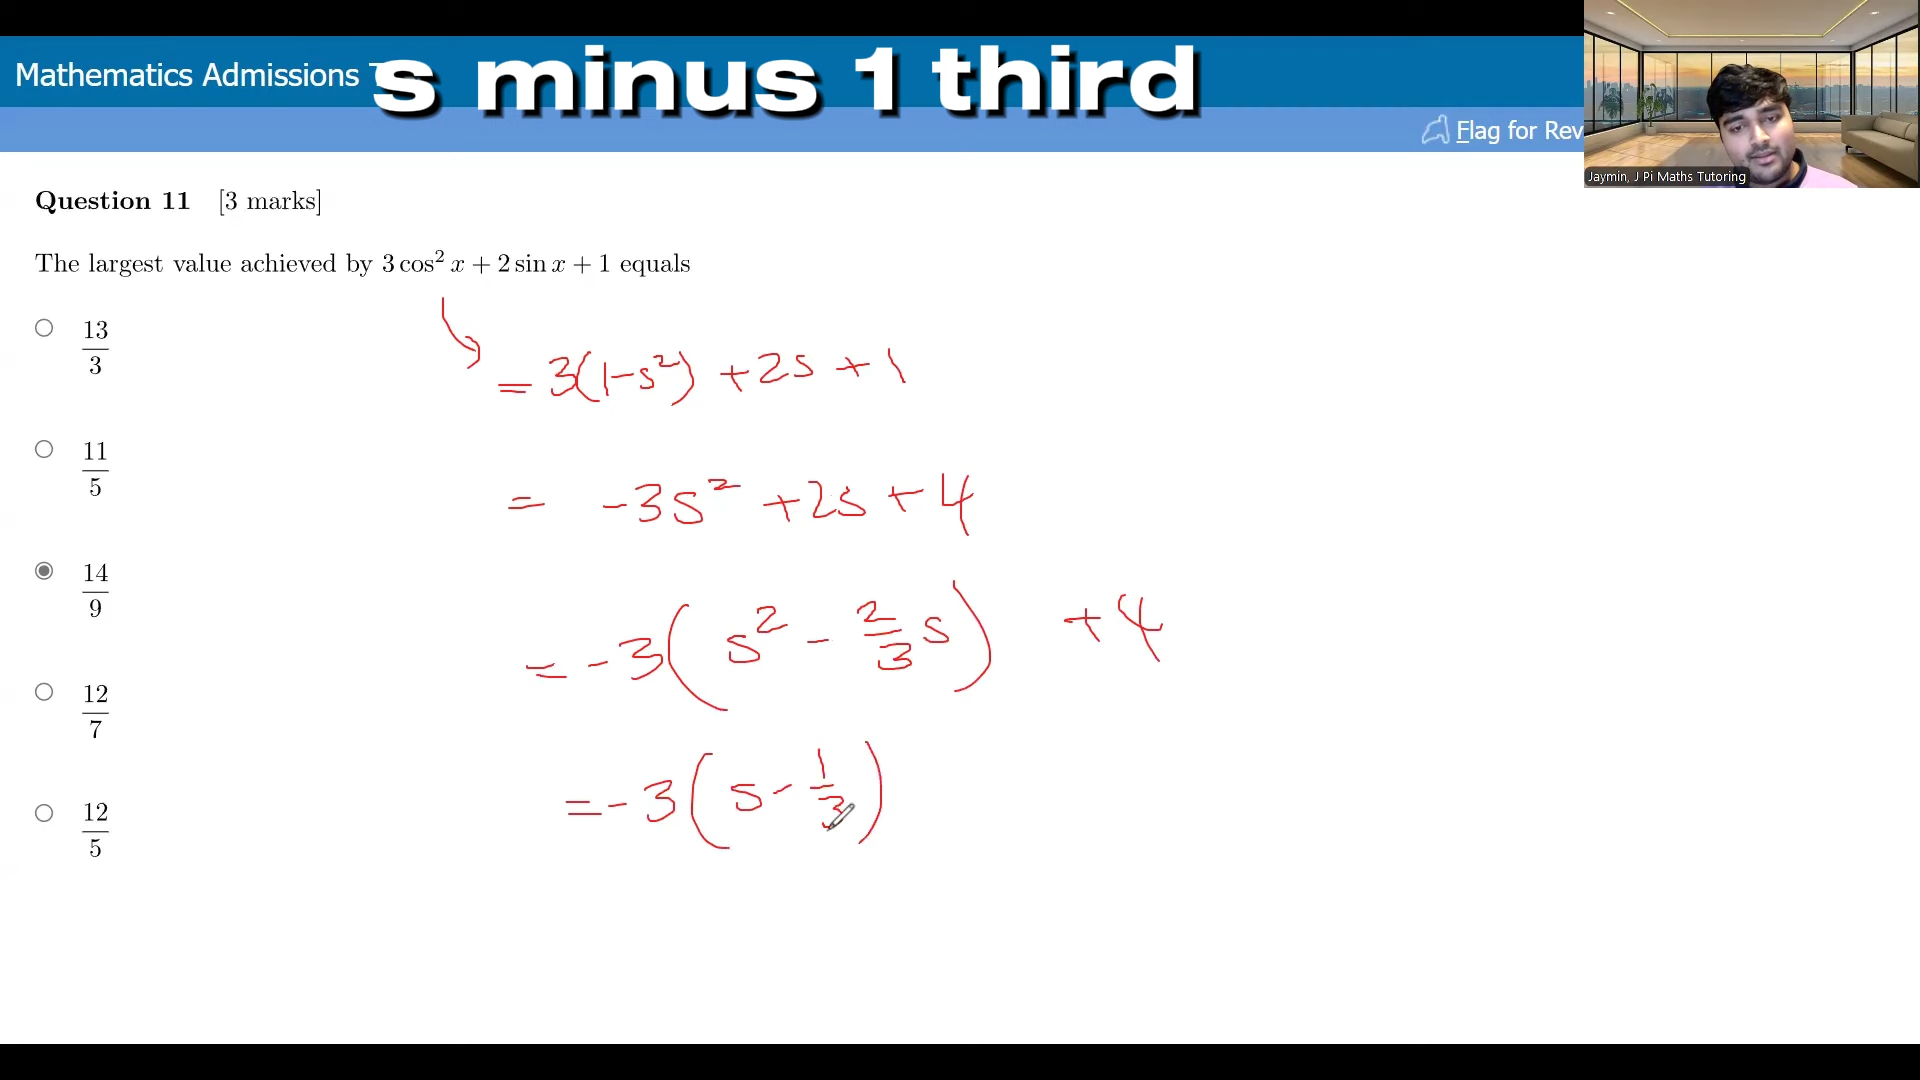 Mathematics Admissions T
s minus 1 third
Flag for Rev
Jaymin, J Pi Maths Tutoring
Question 11 [3 marks]
The largest value achieved by 3 cos² x + 2 sin x + 1 equals
13/3
11/5
14/9
12/7
12/5
= 3(1-s²) +2s + 1
= -3s² +2s + 4
= -3(s² - 2/3 s) +4
= -3(s - 1/3)